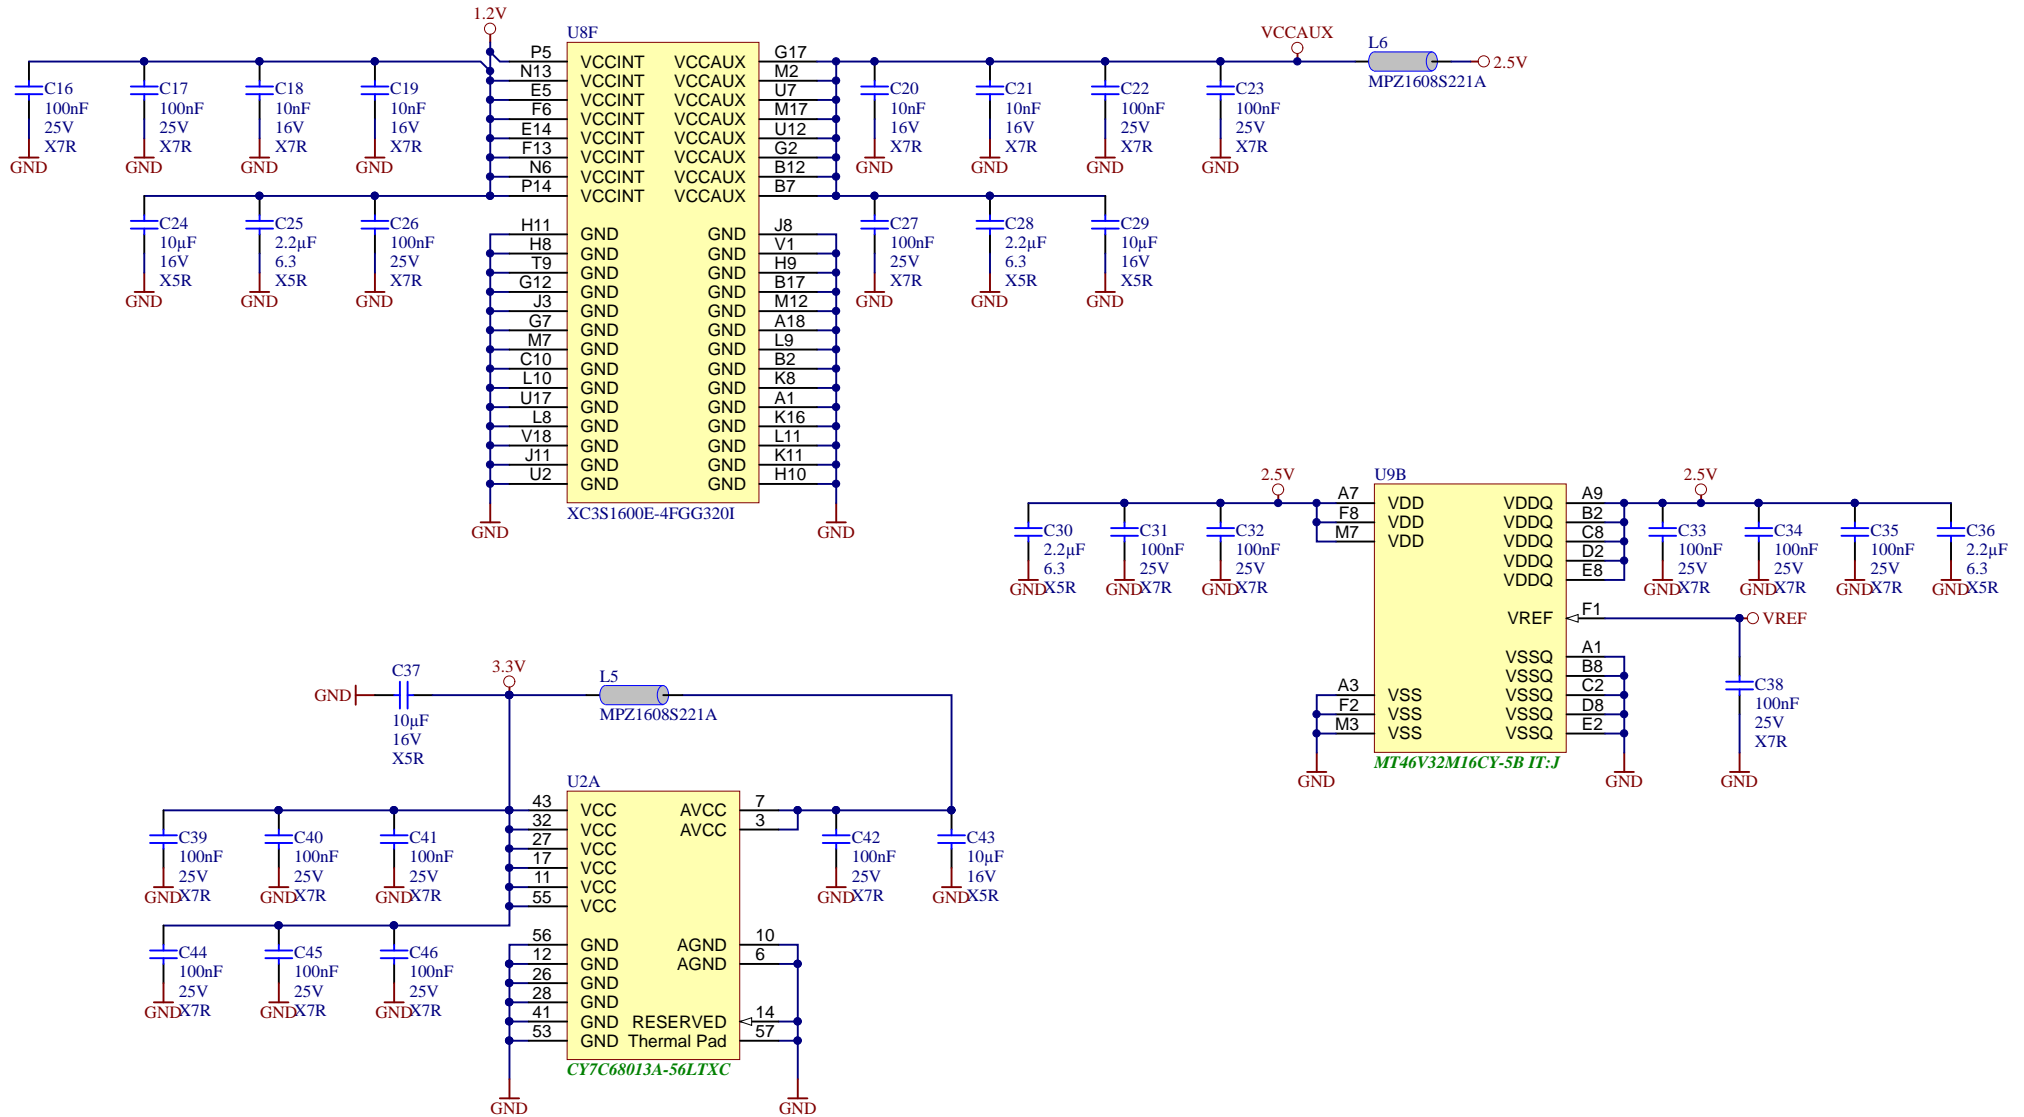 1.2V
U8F
XC3S1600E-4FGG320I
P5 VCCINT VCCAUX G17
N13 VCCINT VCCAUX M2
E5 VCCINT VCCAUX U7
F6 VCCINT VCCAUX M17
E14 VCCINT VCCAUX U12
F13 VCCINT VCCAUX G2
N6 VCCINT VCCAUX B12
P14 VCCINT VCCAUX B7
H11 GND GND J8
H8 GND GND V1
T9 GND GND H9
G12 GND GND B17
J3 GND GND M12
G7 GND GND A18
M7 GND GND L9
C10 GND GND B2
L10 GND GND K8
U17 GND GND A1
L8 GND GND K16
V18 GND GND L11
J11 GND GND K11
U2 GND GND H10
GND
GND
C16
100nF
25V
X7R
GND
C17
100nF
25V
X7R
GND
C18
10nF
16V
X7R
GND
C19
10nF
16V
X7R
GND
C24
10µF
16V
X5R
GND
C25
2.2µF
6.3
X5R
GND
C26
100nF
25V
X7R
GND
C20
10nF
16V
X7R
GND
C21
10nF
16V
X7R
GND
C22
100nF
25V
X7R
GND
C23
100nF
25V
X7R
GND
VCCAUX
L6
MPZ1608S221A
2.5V
C27
100nF
25V
X7R
GND
C28
2.2µF
6.3
X5R
GND
C29
10µF
16V
X5R
GND
2.5V
U9B
2.5V
A7 VDD VDDQ A9
F8 VDD VDDQ B2
M7 VDD VDDQ C8
VDDQ D2
VDDQ E8
VREF F1
VREF
VSSQ A1
VSSQ B8
A3 VSS VSSQ C2
F2 VSS VSSQ D8
M3 VSS VSSQ E2
MT46V32M16CY-5B IT:J
GND
GND
C30
2.2µF
6.3
GND X5R
C31
100nF
25V
GND X7R
C32
100nF
25V
GND X7R
C33
100nF
25V
GND X7R
C34
100nF
25V
GND X7R
C35
100nF
25V
GND X7R
C36
2.2µF
6.3
GND X5R
C38
100nF
25V
X7R
GND
3.3V
GND
C37
10µF
16V
X5R
L5
MPZ1608S221A
U2A
43 VCC AVCC 7
32 VCC AVCC 3
27 VCC
17 VCC
11 VCC
55 VCC
56 GND AGND 10
12 GND AGND 6
26 GND
28 GND
41 GND RESERVED 14
53 GND Thermal Pad 57
CY7C68013A-56LTXC
GND
GND
C39
100nF
25V
GND X7R
C40
100nF
25V
GND X7R
C41
100nF
25V
GND X7R
C42
100nF
25V
GND X7R
C43
10µF
16V
GND X5R
C44
100nF
25V
GND X7R
C45
100nF
25V
GND X7R
C46
100nF
25V
GND X7R